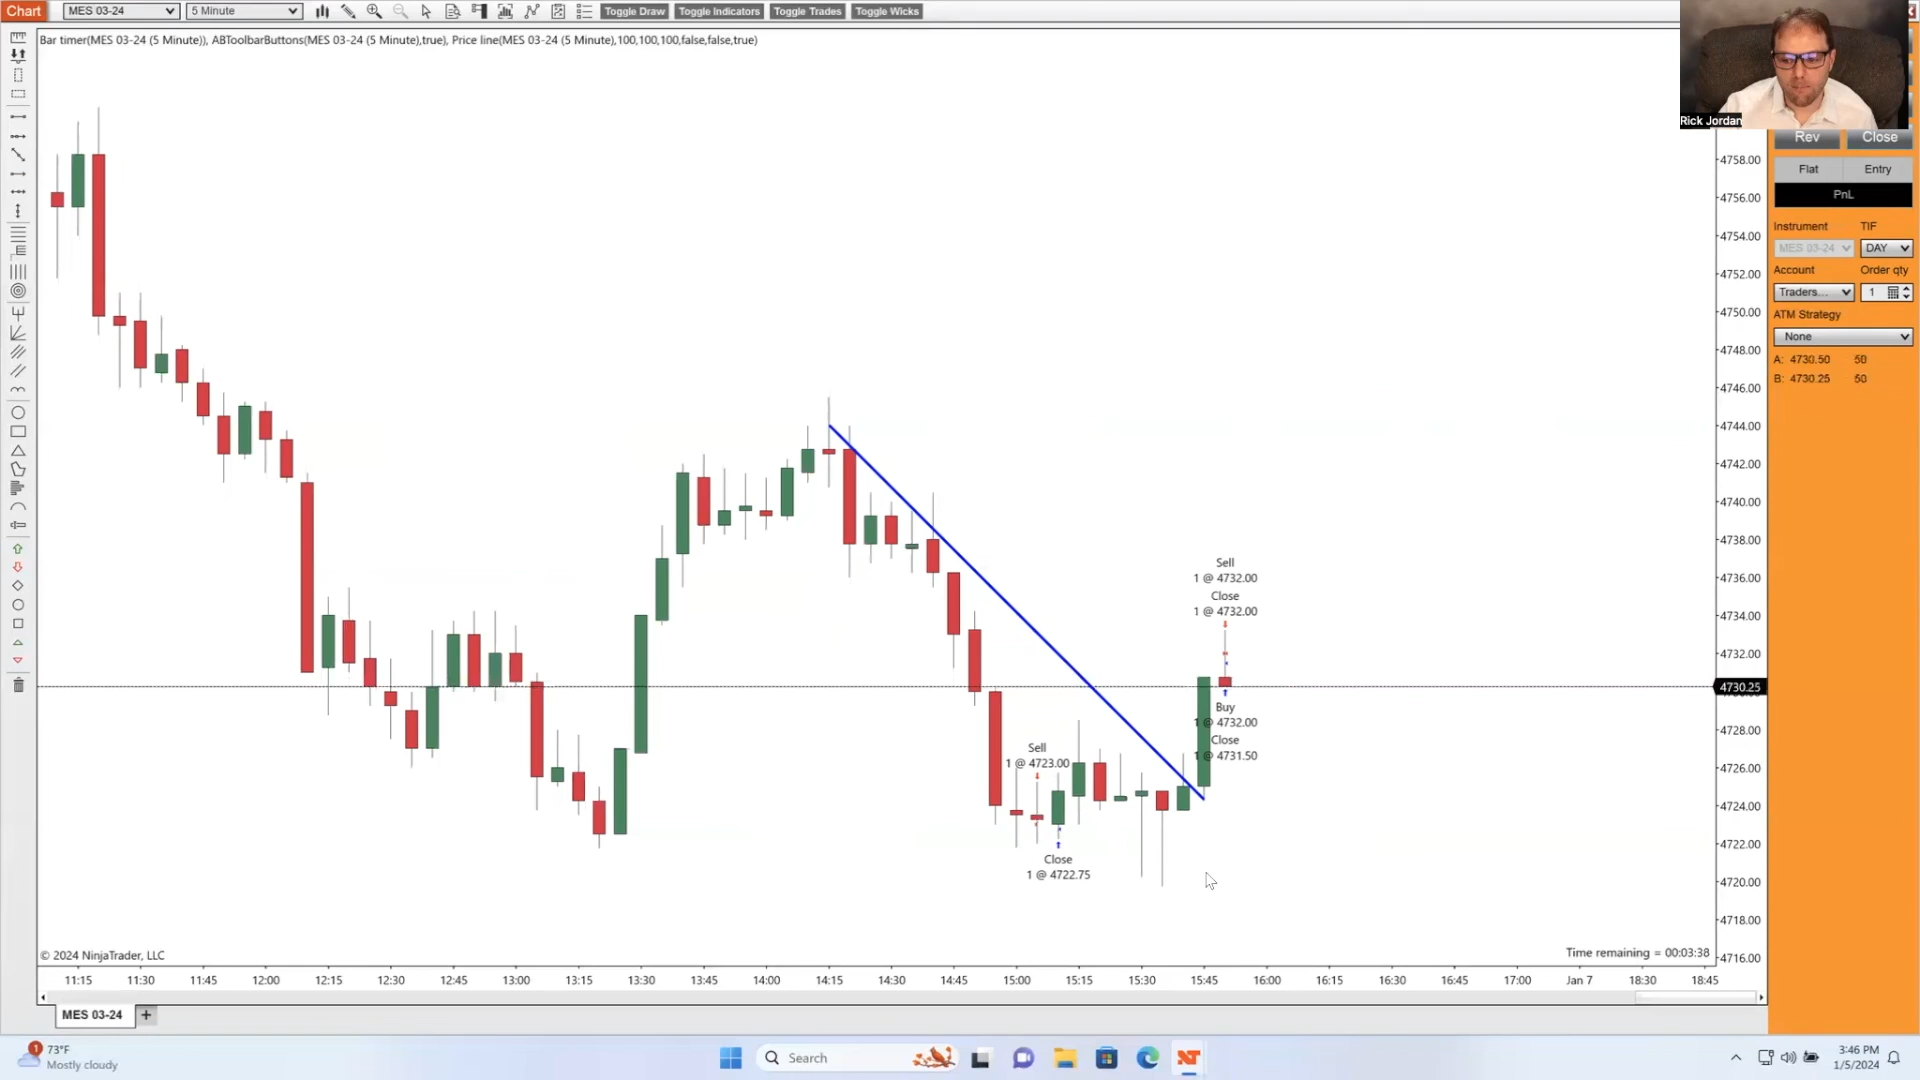 Chart MES 03-24 5 Minute Toggle Draw Toggle Indicators Toggle Trades Toggle Wicks
Bar timer(MES 03-24 (5 Minute)), ABToolbarButtons(MES 03-24 (5 Minute),true), Price line(MES 03-24 (5 Minute),100,100,100,false,false,true)
Rick Jordan
Rev Close
Flat Entry
PnL
Instrument TIF
MES 03-24 DAY
Account Order qty
Traders... 1
ATM Strategy
None
A: 4730.50 50
B: 4730.25 50
4758.00
4756.00
4754.00
4752.00
4750.00
4748.00
4746.00
4744.00
4742.00
4740.00
4738.00
4736.00
4734.00
4732.00
4730.25
4728.00
4726.00
4724.00
4722.00
4720.00
4718.00
4716.00
Sell
1 @ 4732.00
Close
1 @ 4732.00
Buy
1 @ 4732.00
Close
1 @ 4731.50
Sell
1 @ 4723.00
Close
1 @ 4722.75
© 2024 NinjaTrader, LLC
Time remaining = 00:03:38
11:15 11:30 11:45 12:00 12:15 12:30 12:45 13:00 13:15 13:30 13:45 14:00 14:15 14:30 14:45 15:00 15:15 15:30 15:45 16:00 16:15 16:30 16:45 17:00 Jan 7 18:30 18:45
MES 03-24 +
1
73°F
Mostly cloudy
Search
3:46 PM
1/5/2024